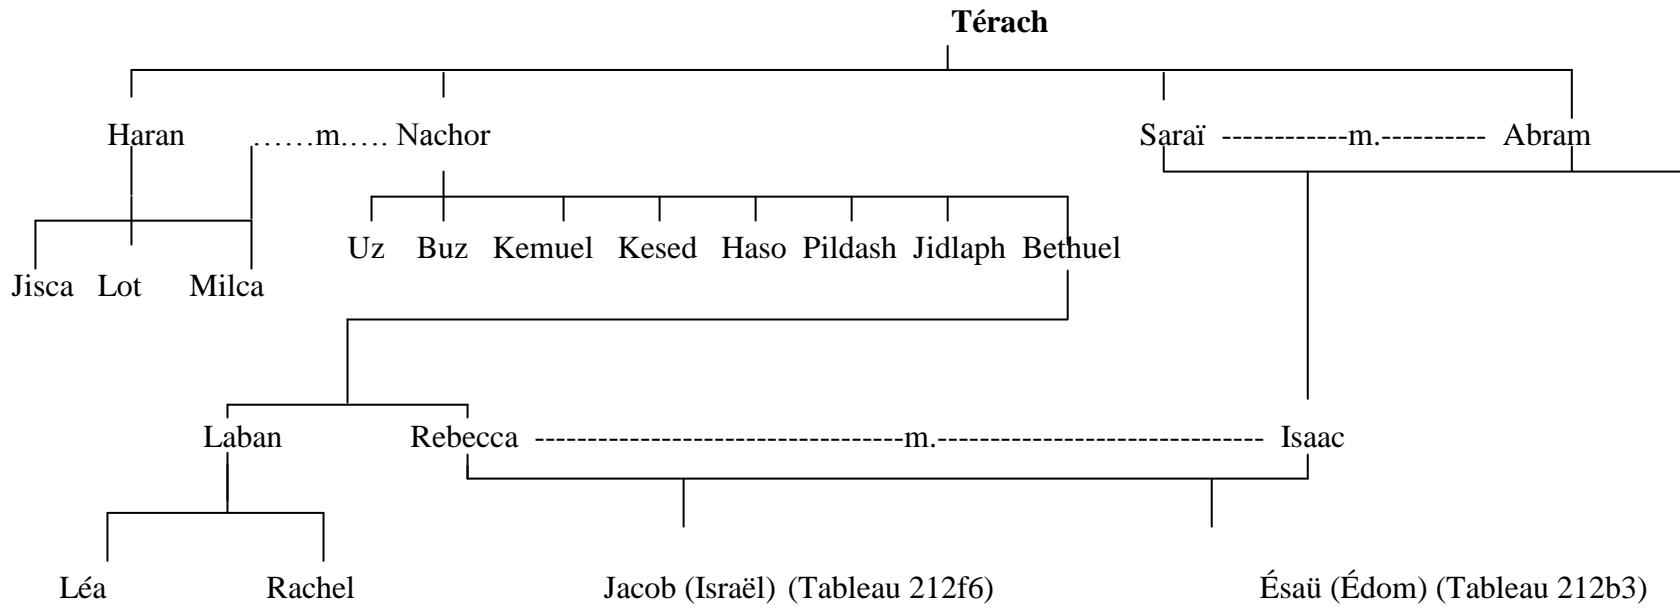 Térach
Haran ......m..... Nachor Saraï ------------m.---------- Abram
Uz Buz Kemuel Kesed Haso Pildash Jidlaph Bethuel
Jisca Lot Milca
Laban Rebecca -----------------------------------m.------------------------------- Isaac
Léa Rachel Jacob (Israël) (Tableau 212f6) Ésaü (Édom) (Tableau 212b3)